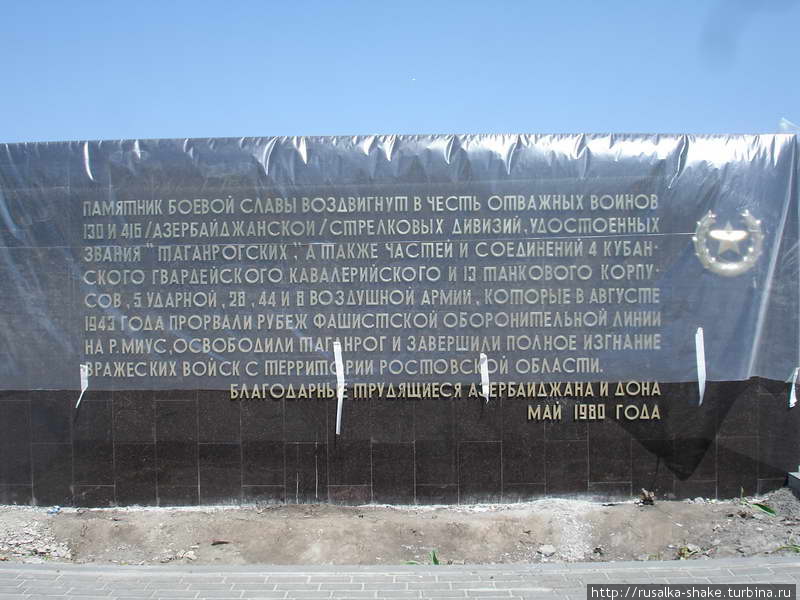 ПАМЯТНИК БОЕВОЙ СЛАВЫ ВОЗДВИГНУТ В ЧЕСТЬ ОТВАЖНЫХ ВОИНОВ
130 И 416/АЗЕРБАЙДЖАНСКОЙ/СТРЕЛКОВЫХ ДИВИЗИЙ, УДОСТОЕННЫХ
ЗВАНИЯ "ТАГАНРОГСКИХ", А ТАКЖЕ ЧАСТЕЙ И СОЕДИНЕНИЙ 4 КУБАН-
СКОГО ГВАРДЕЙСКОГО КАВАЛЕРИЙСКОГО И 13 ТАНКОВОГО КОРПУ-
СОВ, 5 УДАРНОЙ, 28, 44 И 8 ВОЗДУШНОЙ АРМИИ, КОТОРЫЕ В АВГУСТЕ
1943 ГОДА ПРОРВАЛИ РУБЕЖ ФАШИСТСКОЙ ОБОРОНИТЕЛЬНОЙ ЛИНИИ
НА Р.МИУС, ОСВОБОДИЛИ ТАГАНРОГ И ЗАВЕРШИЛИ ПОЛНОЕ ИЗГНАНИЕ
ВРАЖЕСКИХ ВОЙСК С ТЕРРИТОРИИ РОСТОВСКОЙ ОБЛАСТИ.
БЛАГОДАРНЫЕ ТРУДЯЩИЕСЯ АЗЕРБАЙДЖАНА И ДОНА
МАЙ 1980 ГОДА
http://rusalka-shake.turbina.ru/